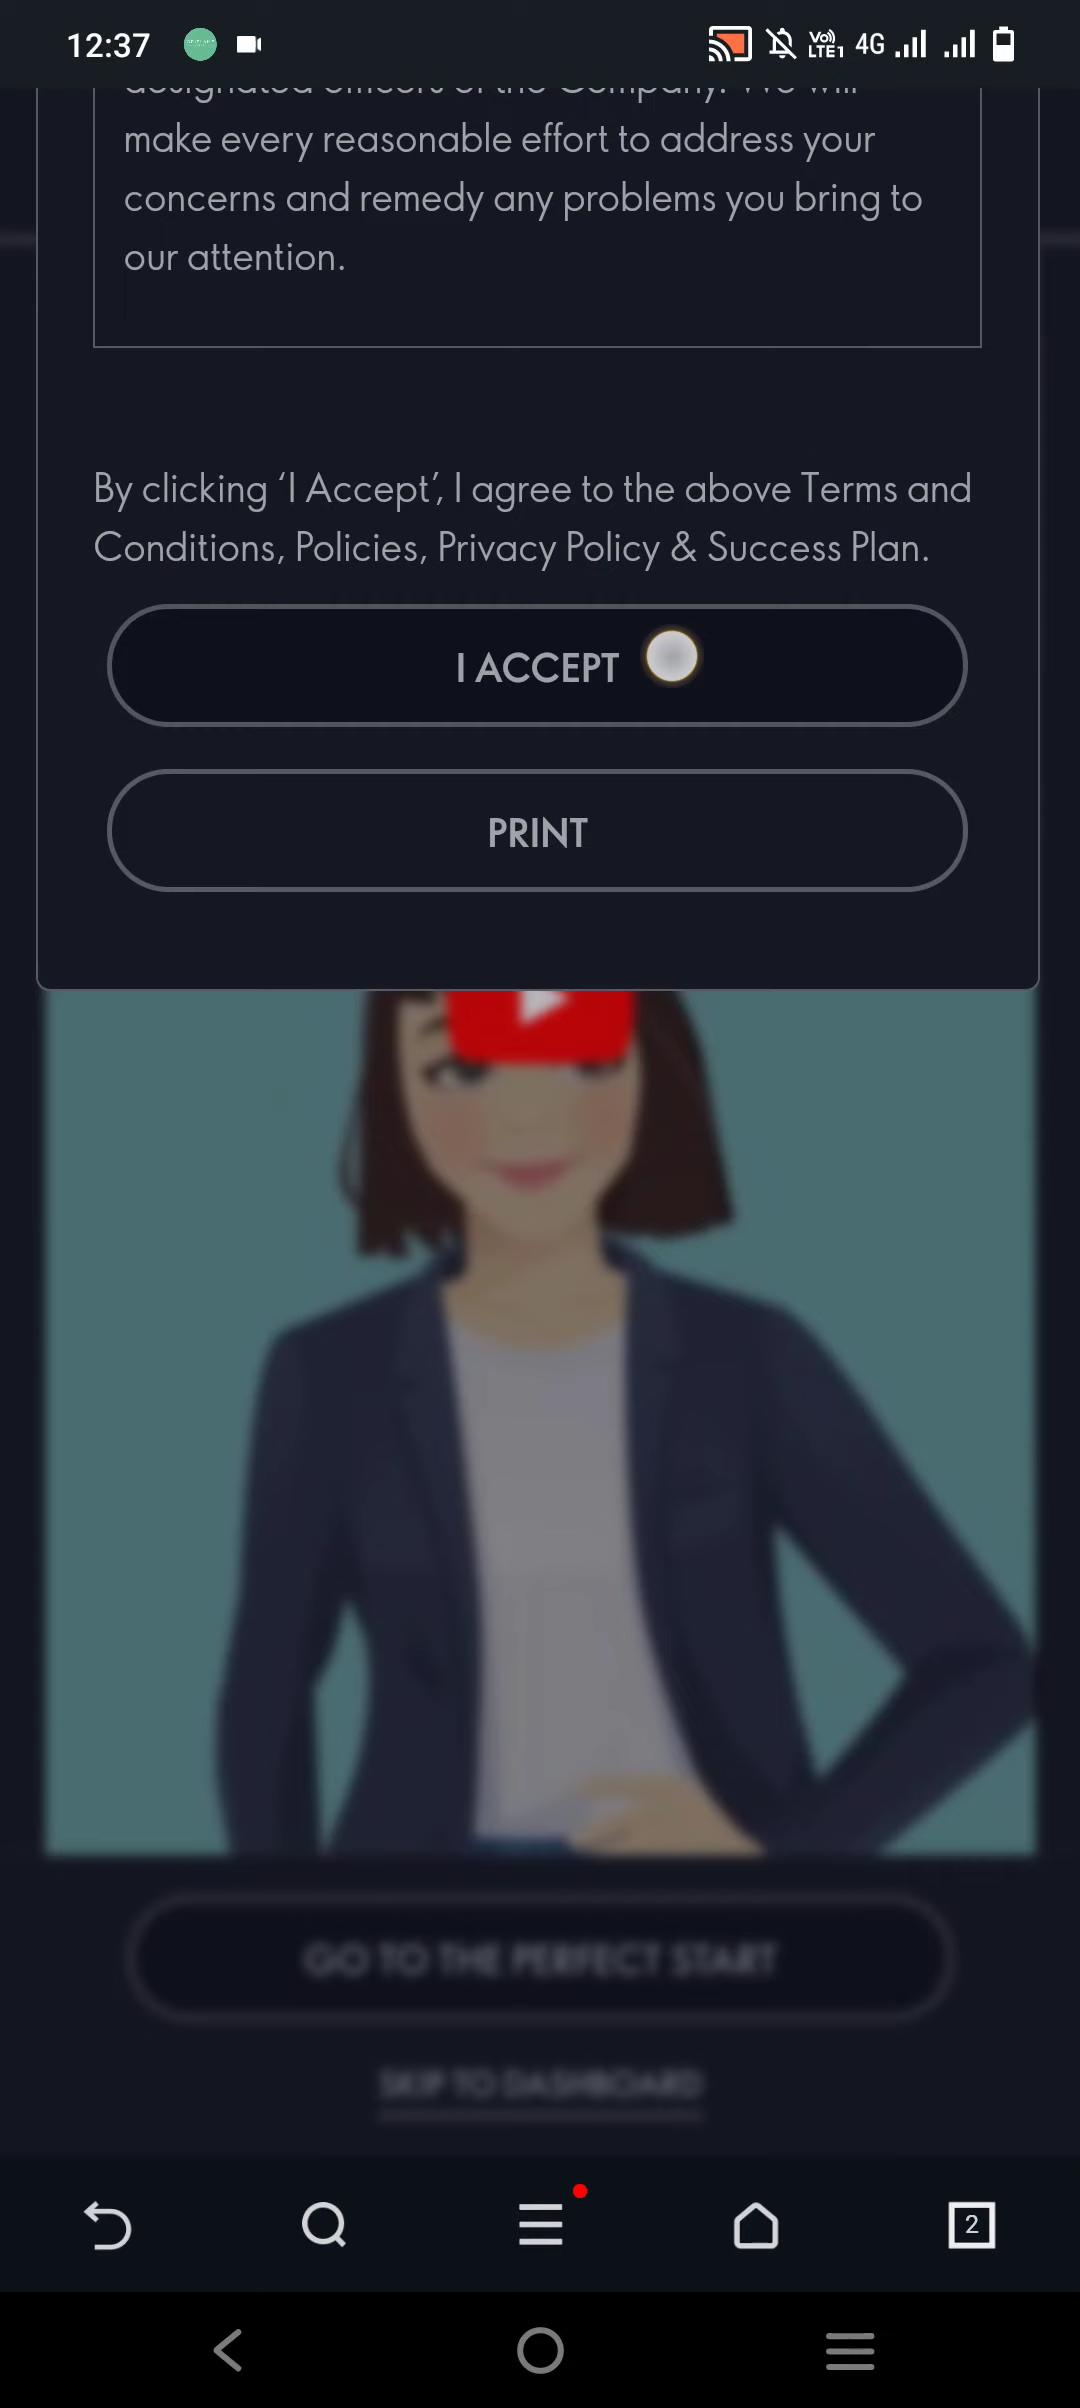 12:37
Vo)) LTE1 4G
make every reasonable effort to address your
concerns and remedy any problems you bring to
our attention.
By clicking ‘I Accept’, I agree to the above Terms and
Conditions, Policies, Privacy Policy & Success Plan.
I ACCEPT
PRINT
GO TO THE PERFECT START
SKIP TO DASHBOARD
2